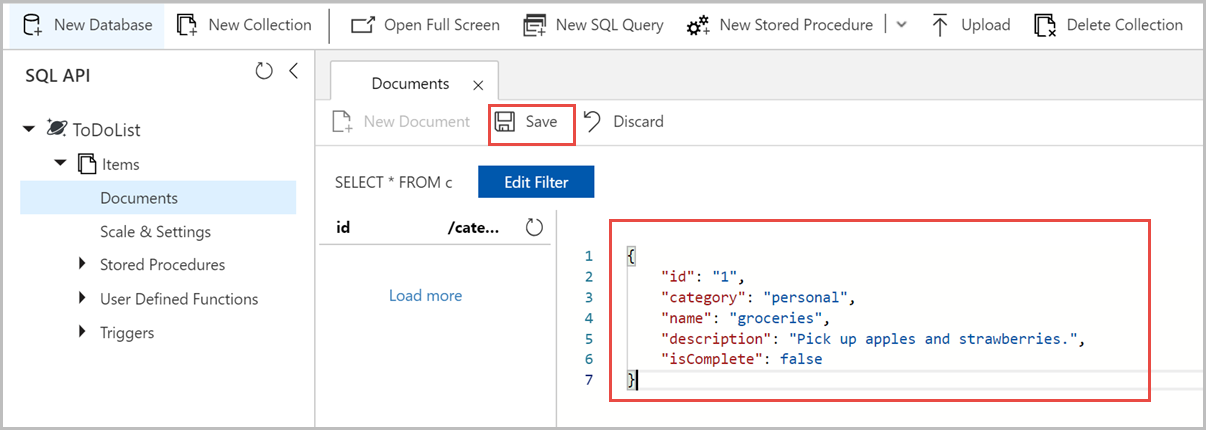 New Database New Collection Open Full Screen New SQL Query New Stored Procedure Upload Delete Collection
SQL API
ToDoList
Items
Documents
Scale & Settings
Stored Procedures
User Defined Functions
Triggers
Documents
New Document Save Discard
SELECT * FROM c Edit Filter
id /cate...
Load more
1 {
2 "id": "1",
3 "category": "personal",
4 "name": "groceries",
5 "description": "Pick up apples and strawberries.",
6 "isComplete": false
7 }